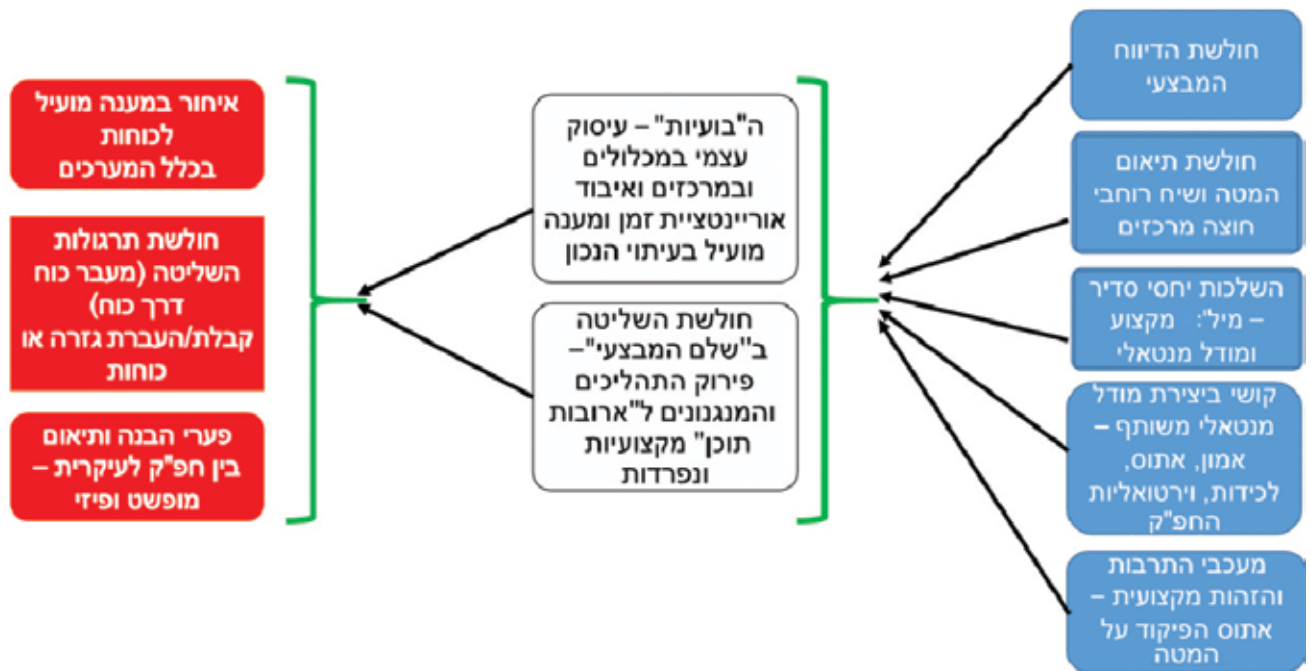 חולשת הדיווח
המבצעי
חולשת תיאום
המטה ושיח רוחבי
חוצה מרכזים
השלכות יחסי סדיר
– מיל': מקצוע
ומודל מנטאלי
קושי ביצירת מודל
מנטאלי משותף –
אמון, אתוס,
לכידות, וירטואליות
החפ"ק
מעכבי התרבות
והזהות מקצועית –
אתוס הפיקוד על
המטה
ה"בועיות" – עיסוק
עצמי במכלולים
ובמרכזים ואיבוד
אוריינטציית זמן ומענה
מועיל בעיתוי הנכון
חולשת השליטה
ב"שלם המבצעי"–
פירוק התהליכים
והמנגנונים ל"ארובות
תוכן" מקצועיות
ונפרדות
איחור במענה מועיל
לכוחות
בכלל המערכים
חולשת תרגולות
השליטה (מעבר כוח
דרך כוח)
קבלת/העברת גזרה או
כוחות
פערי הבנה ותיאום
בין חפ"ק לעיקרית –
מופשט ופיזי